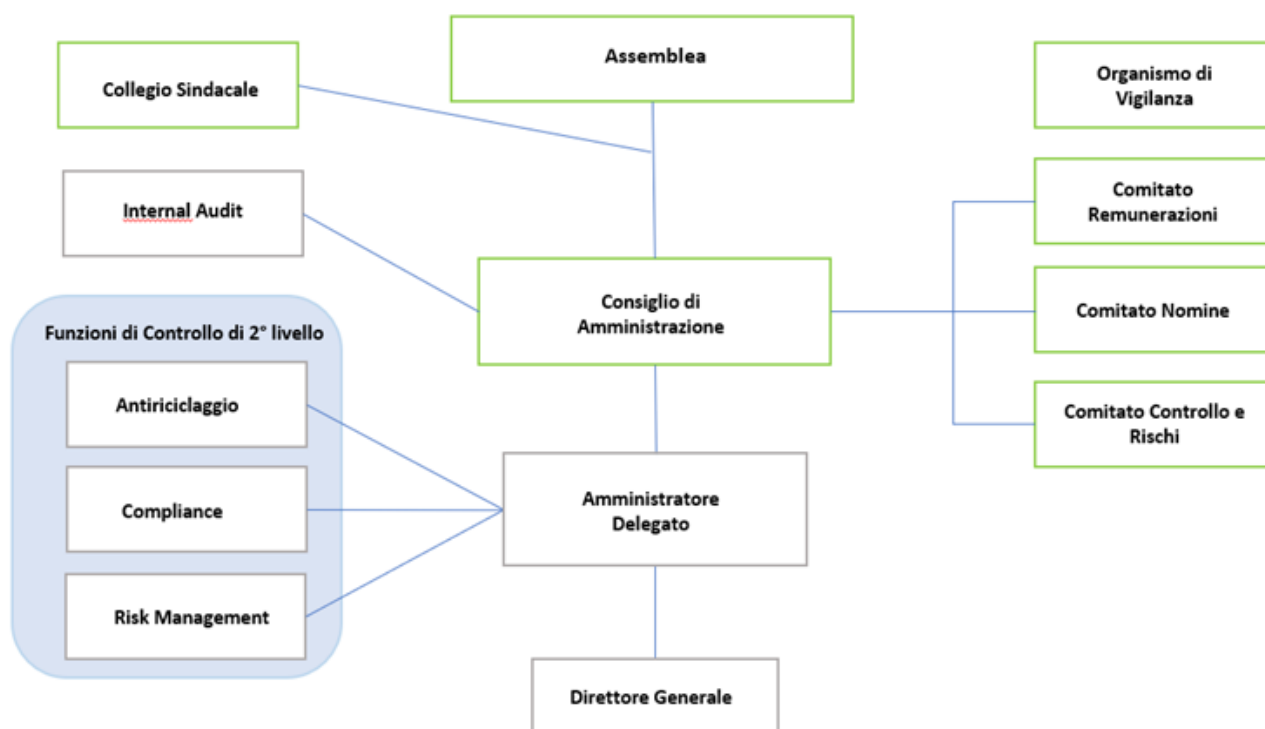 Assemblea
Collegio Sindacale
Organismo di
Vigilanza
Internal Audit
Comitato
Remunerazioni
Consiglio di
Amministrazione
Comitato Nomine
Funzioni di Controllo di 2° livello
Antiriciclaggio
Comitato Controllo e
Rischi
Compliance
Amministratore
Delegato
Risk Management
Direttore Generale